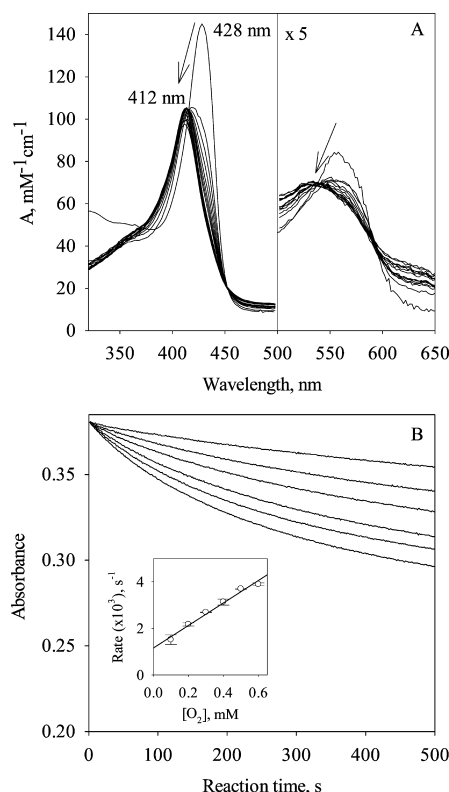 140
120
100
80
60
40
20
0
A, mM⁻¹cm⁻¹
428 nm
412 nm
x 5
A
350
400
450
500
550
600
650
Wavelength, nm
B
0.35
0.30
0.25
0.20
Absorbance
4
2
0
Rate (x10³), s⁻¹
0.0
0.2
0.4
0.6
[O₂], mM
0
100
200
300
400
500
Reaction time, s